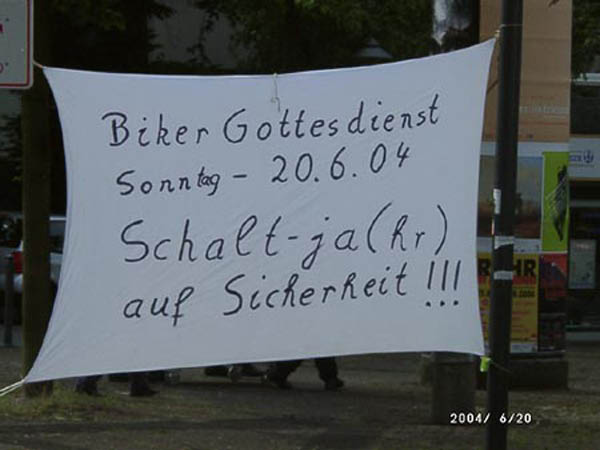 Biker Gottesdienst
Sonntag - 20.6.04
Schalt-ja(hr)
auf Sicherheit!!!
2004/ 6/20